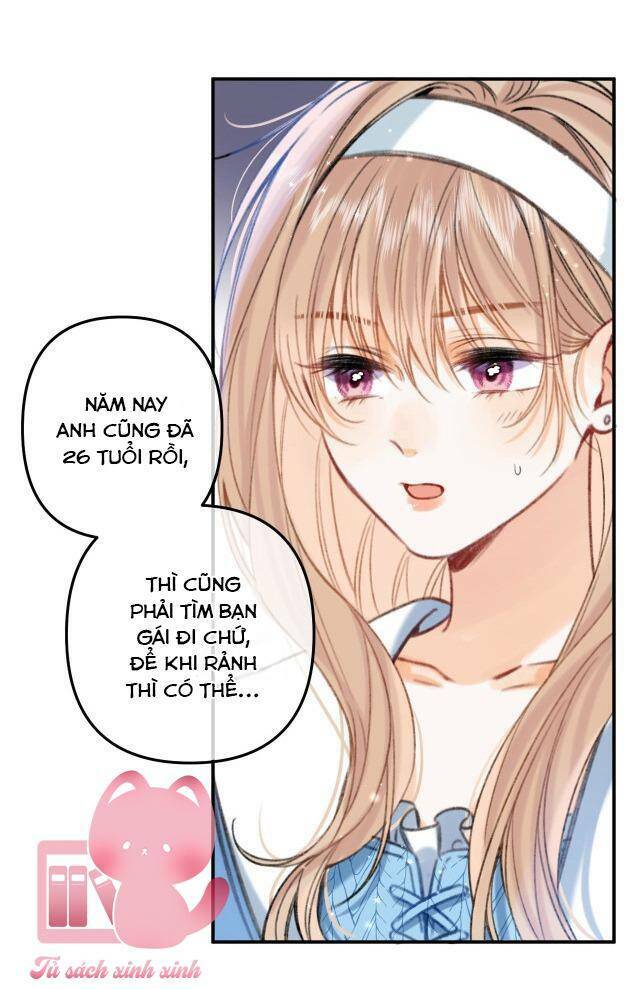 NĂM NAY
ANH CŨNG ĐÃ
26 TUỔI RỒI,
THÌ CŨNG
PHẢI TÌM BẠN
GÁI ĐI CHỨ,
ĐỂ KHI RẢNH
THÌ CÓ THỂ...
Tủ sách xinh xinh